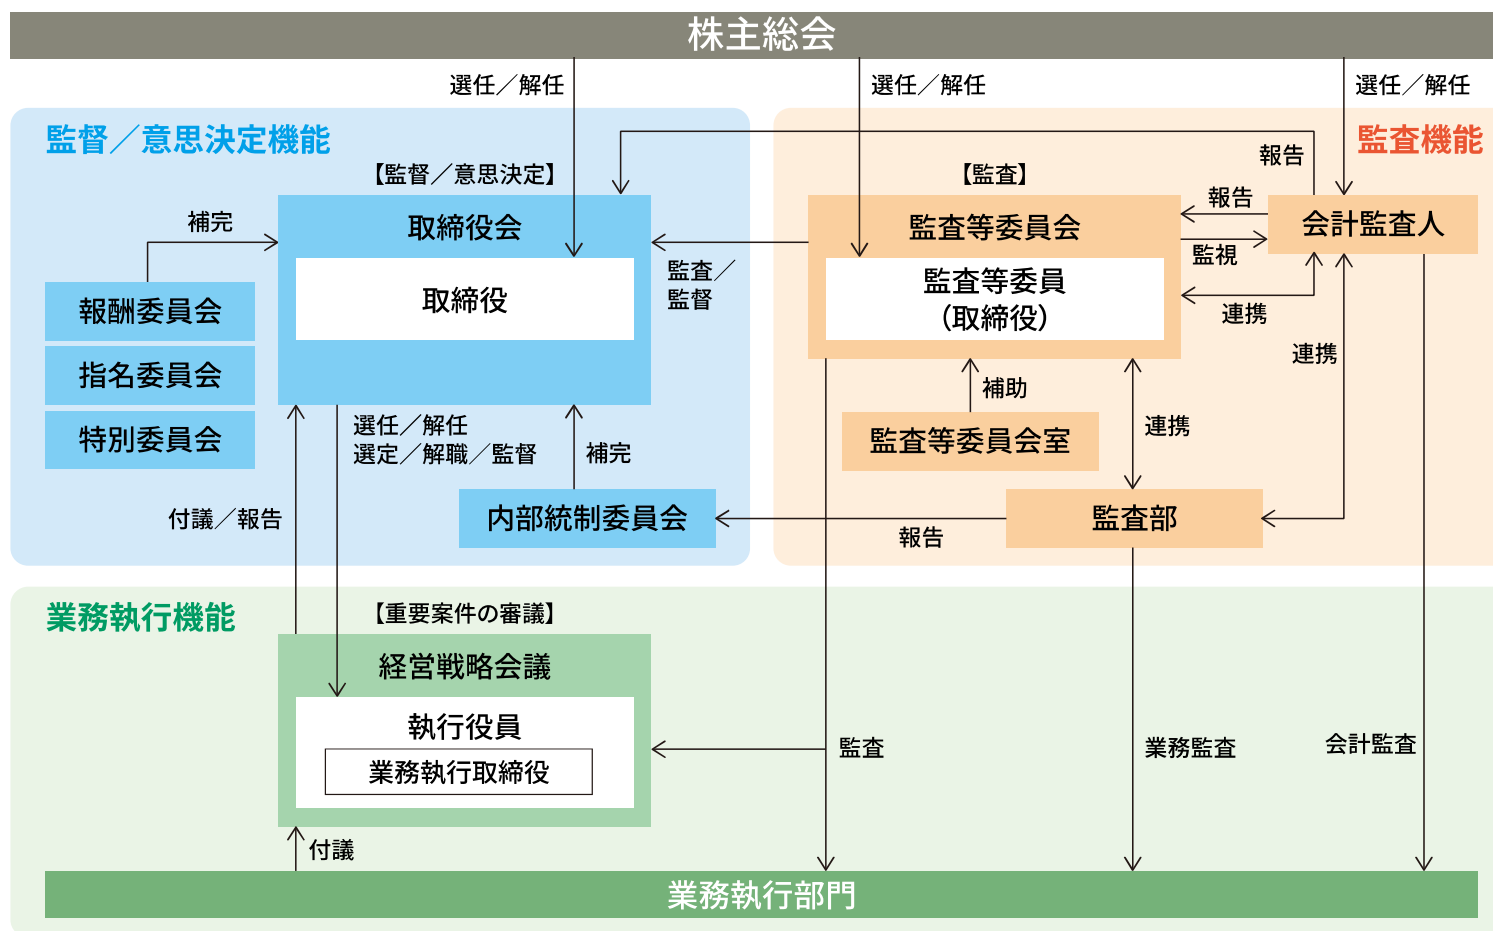 株主総会
選任／解任
選任／解任
選任／解任
監督／意思決定機能
監査機能
報告
【監督／意思決定】
【監査】
補完
取締役会
取締役
監査／
監督
監査等委員会
監査等委員
（取締役）
報告
監視
連携
会計監査人
連携
報酬委員会
指名委員会
特別委員会
選任／解任
選定／解職／監督
補完
補助
連携
監査等委員会室
付議／報告
内部統制委員会
報告
監査部
業務執行機能
【重要案件の審議】
経営戦略会議
執行役員
業務執行取締役
監査
業務監査
会計監査
付議
業務執行部門